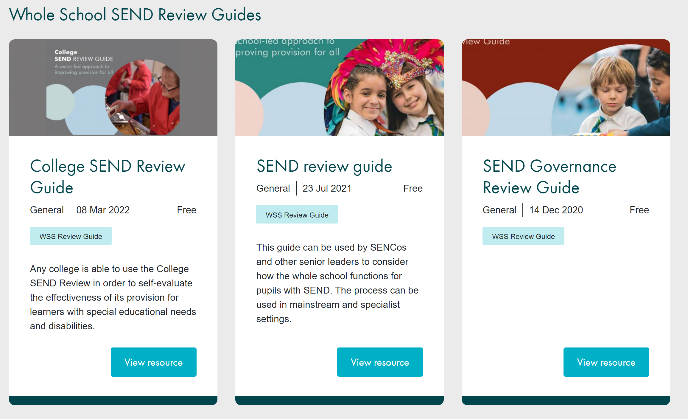 Whole School SEND Review Guides
College
SEND REVIEW GUIDE
A sector led approach to
improving provision for all
College SEND Review
Guide
General 08 Mar 2022 Free
WSS Review Guide
Any college is able to use the College
SEND Review in order to self-evaluate
the effectiveness of its provision for
learners with special educational needs
and disabilities.
View resource
school-led approach to
proving provision for all
SEND review guide
General 23 Jul 2021 Free
WSS Review Guide
This guide can be used by SENCos
and other senior leaders to consider
how the whole school functions for
pupils with SEND. The process can be
used in mainstream and specialist
settings.
View resource
view Guide
SEND Governance
Review Guide
General 14 Dec 2020 Free
WSS Review Guide
View resource